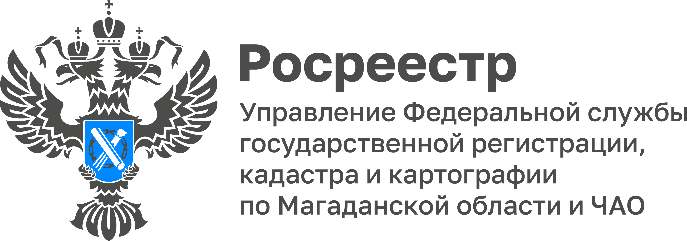 Росреестр
Управление Федеральной службы
государственной регистрации,
кадастра и картографии
по Магаданской области и ЧАО